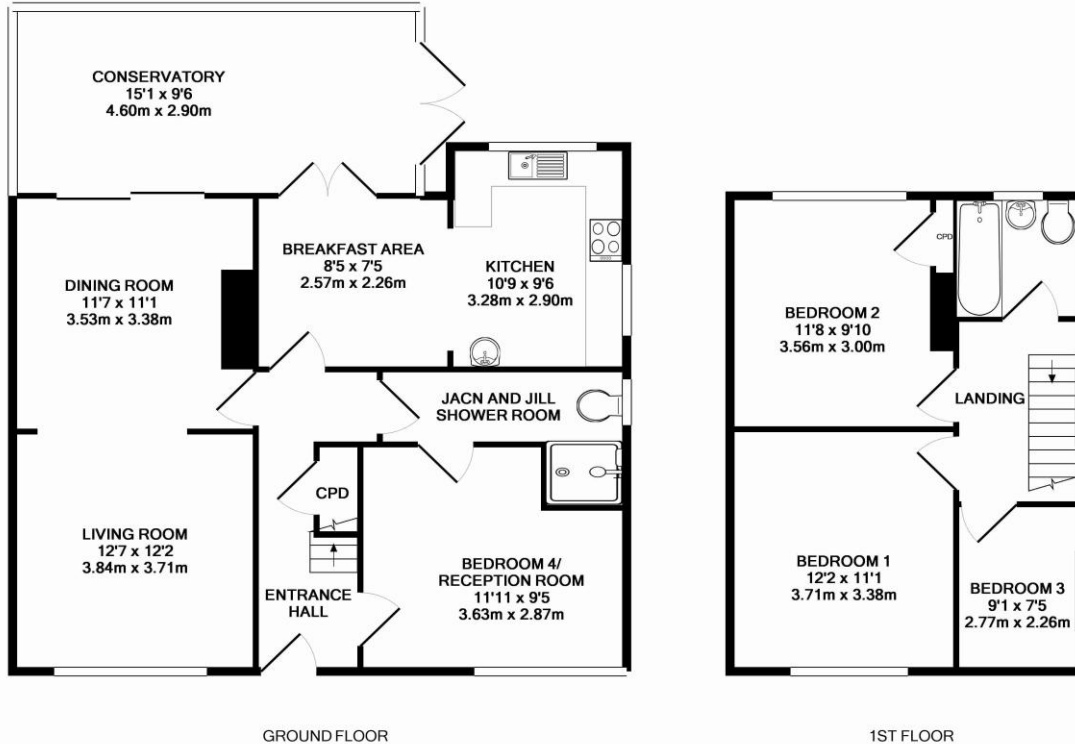 CONSERVATORY
15'1 x 9'6
4.60m x 2.90m
DINING ROOM
11'7 x 11'1
3.53m x 3.38m
BREAKFAST AREA
8'5 x 7'5
2.57m x 2.26m
KITCHEN
10'9 x 9'6
3.28m x 2.90m
JACN AND JILL
SHOWER ROOM
CPD
LIVING ROOM
12'7 x 12'2
3.84m x 3.71m
ENTRANCE
HALL
BEDROOM 4/
RECEPTION ROOM
11'11 x 9'5
3.63m x 2.87m
GROUND FLOOR
CPD
BEDROOM 2
11'8 x 9'10
3.56m x 3.00m
LANDING
BEDROOM 1
12'2 x 11'1
3.71m x 3.38m
BEDROOM 3
9'1 x 7'5
2.77m x 2.26m
1ST FLOOR